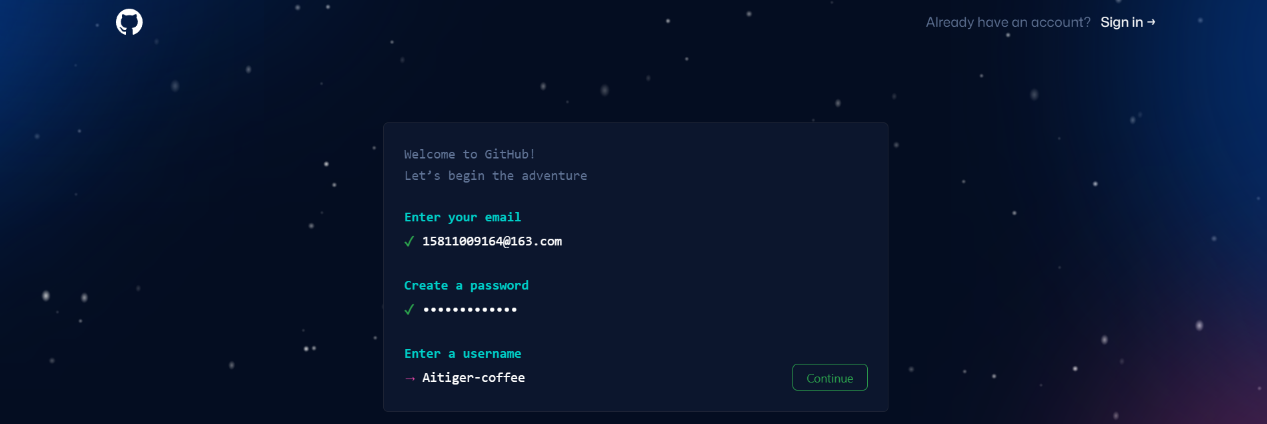 Already have an account? Sign in →
Welcome to GitHub!
Let’s begin the adventure
Enter your email
✓ 15811009164@163.com
Create a password
✓ •••••••••••••
Enter a username
→ Aitiger-coffee
Continue